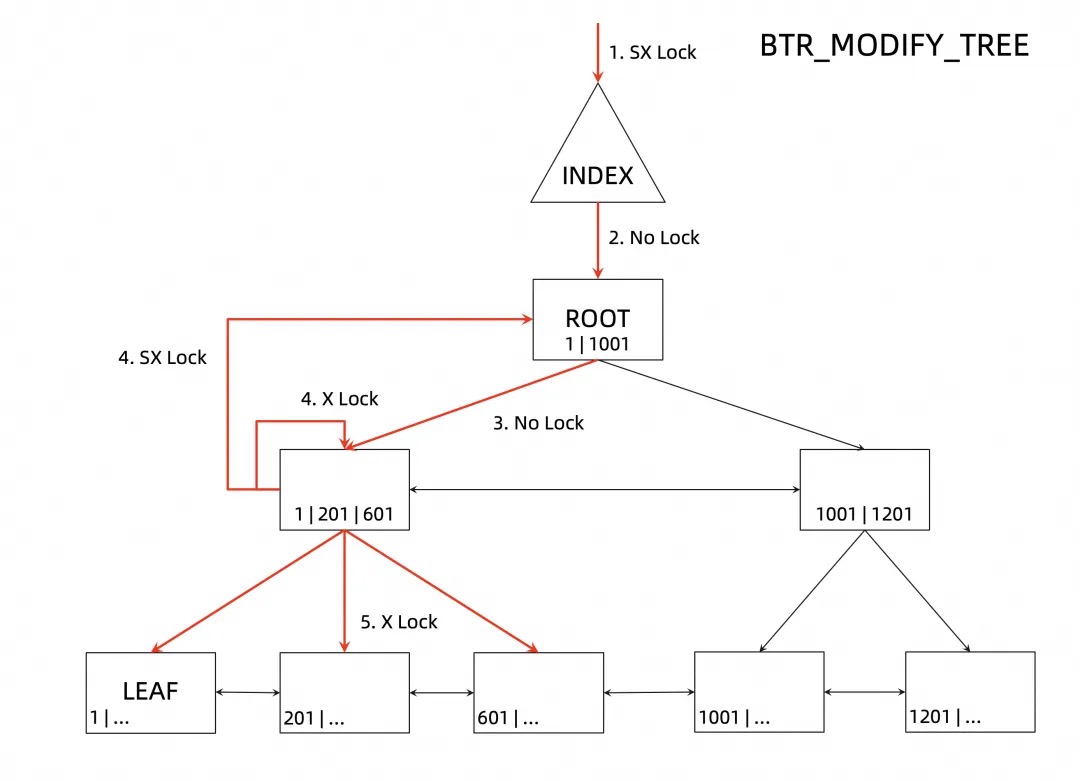 BTR_MODIFY_TREE
1. SX Lock
INDEX
2. No Lock
ROOT
1 | 1001
4. SX Lock
4. X Lock
3. No Lock
1 | 201 | 601
1001 | 1201
5. X Lock
LEAF
1 | ...
201 | ...
601 | ...
1001 | ...
1201 | ...